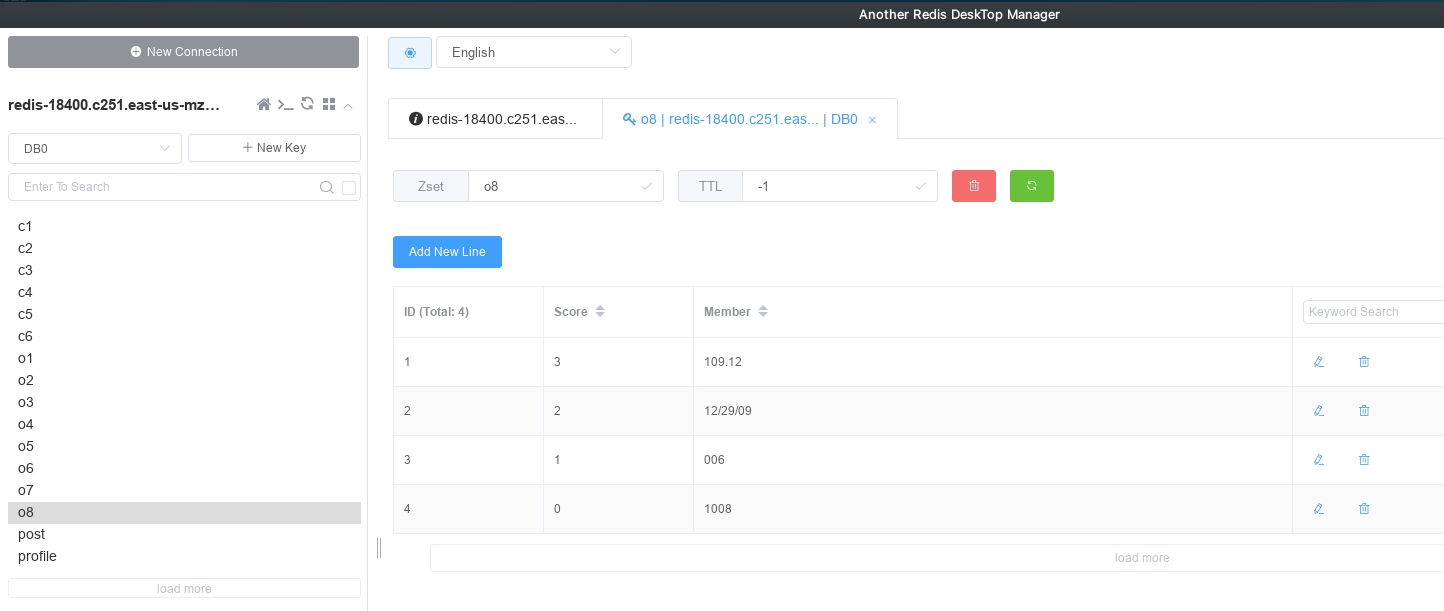 Another Redis DeskTop Manager
New Connection
English
redis-18400.c251.east-us-mz...
redis-18400.c251.eas...
o8 | redis-18400.c251.eas... | DB0
DB0
New Key
Enter To Search
Zset o8
TTL -1
Add New Line
c1
c2
c3
c4
c5
c6
o1
o2
o3
o4
o5
o6
o7
o8
post
profile
load more
ID (Total: 4) Score Member Keyword Search
1 3 109.12
2 2 12/29/09
3 1 006
4 0 1008
load more